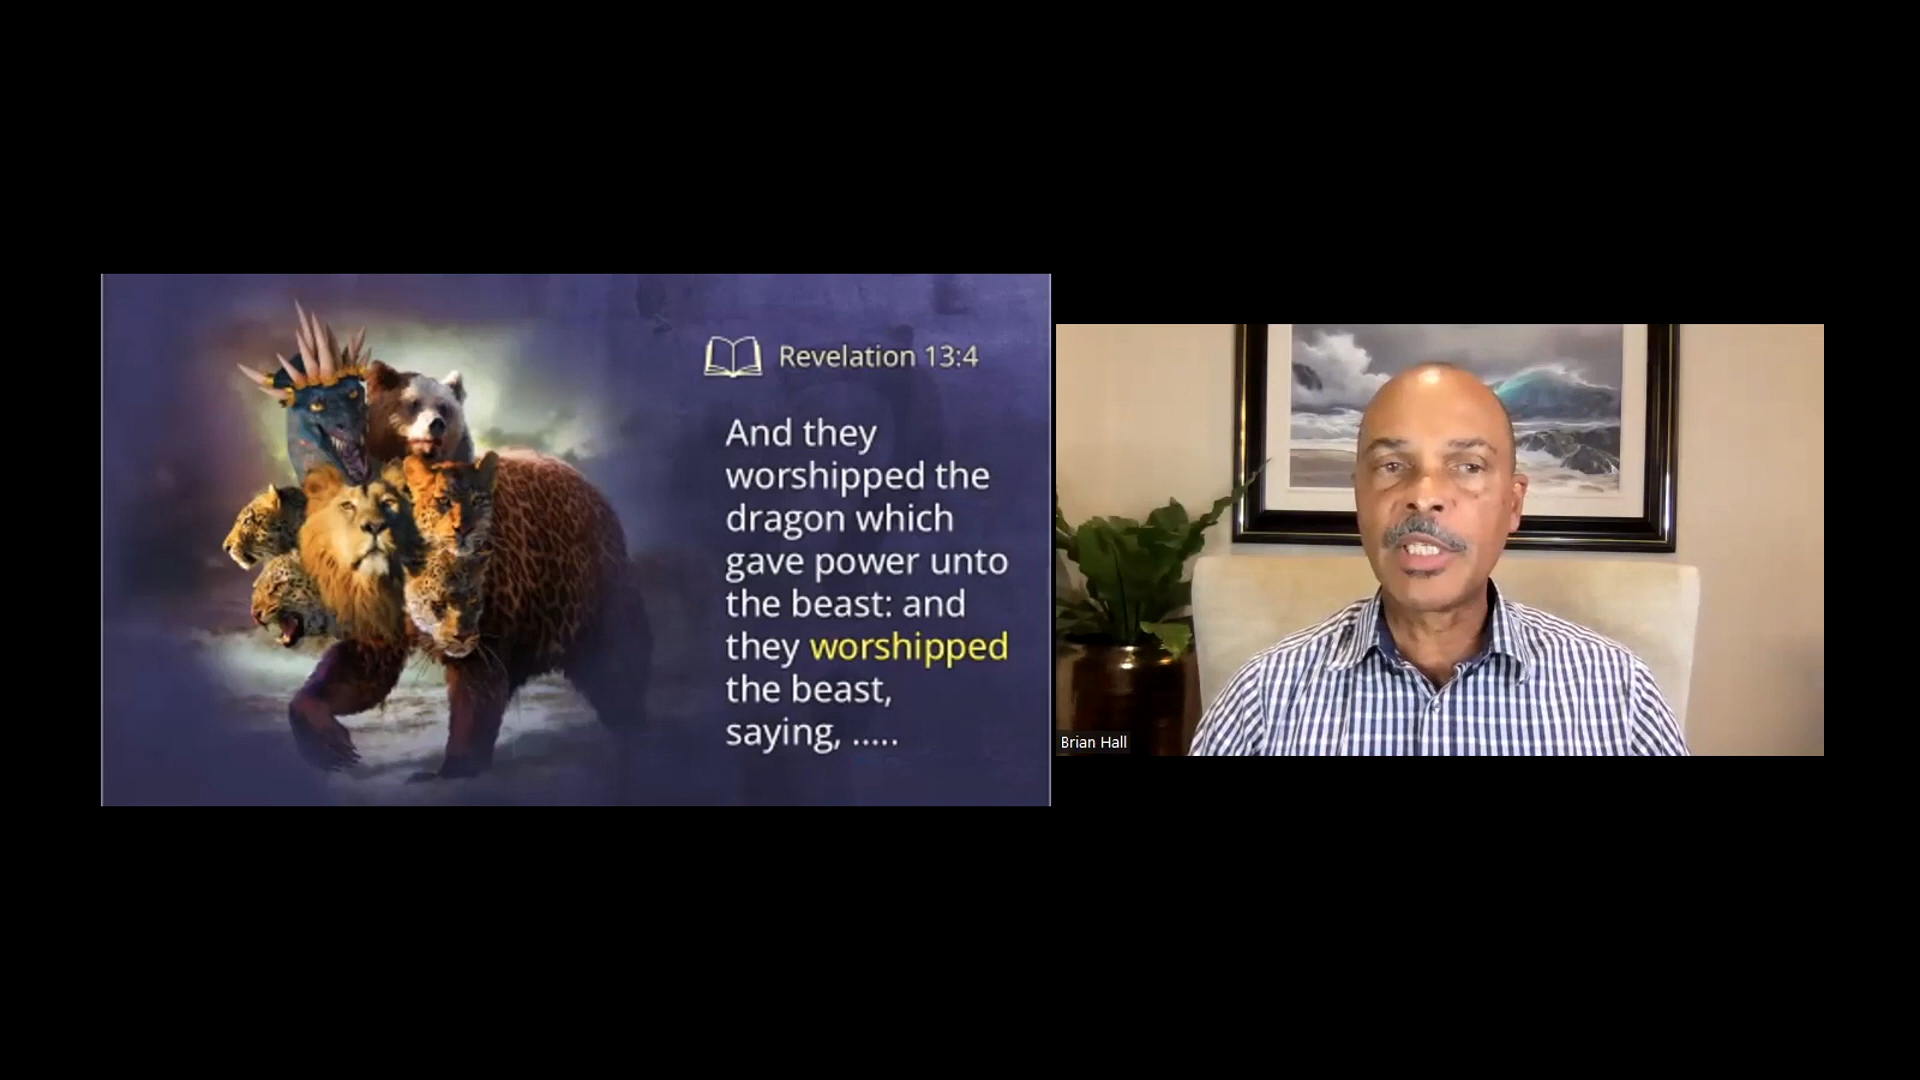 Revelation 13:4
And they
worshipped the
dragon which
gave power unto
the beast: and
they worshipped
the beast,
saying, .....
Brian Hall